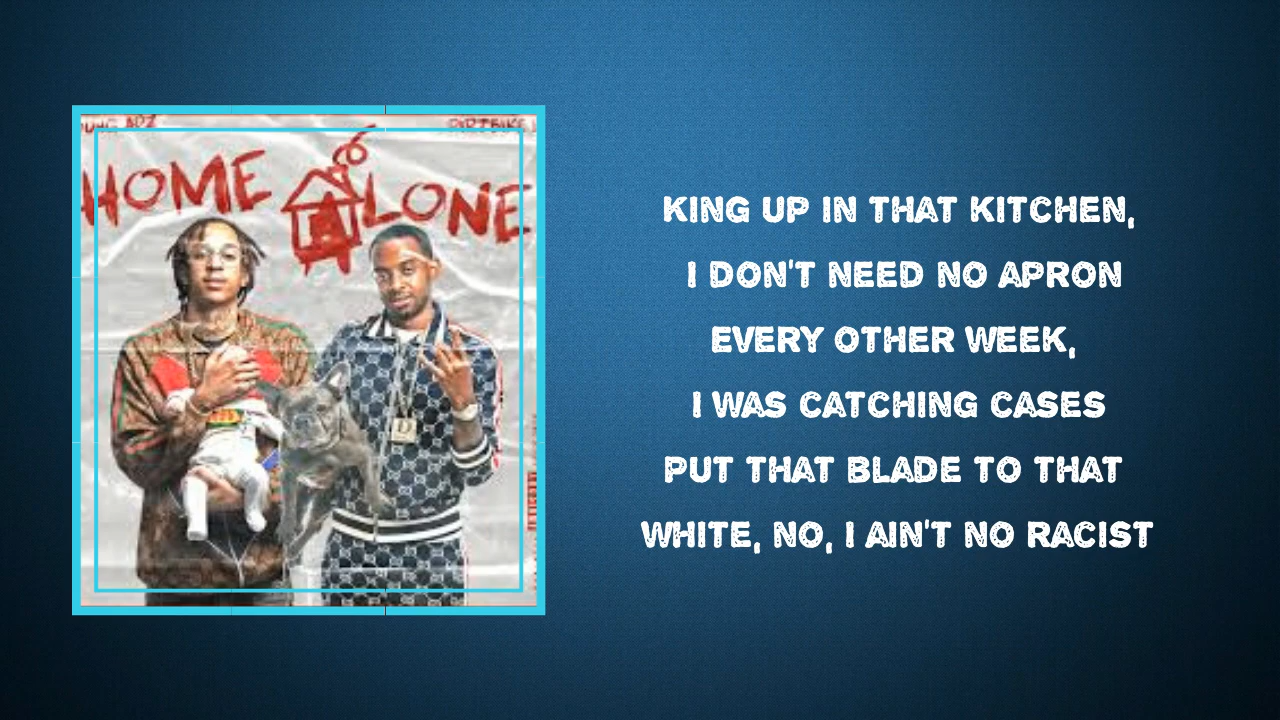 HOME ALONE
D
KING UP IN THAT KITCHEN,
I DON'T NEED NO APRON
EVERY OTHER WEEK,
I WAS CATCHING CASES
PUT THAT BLADE TO THAT
WHITE, NO, I AIN'T NO RACIST